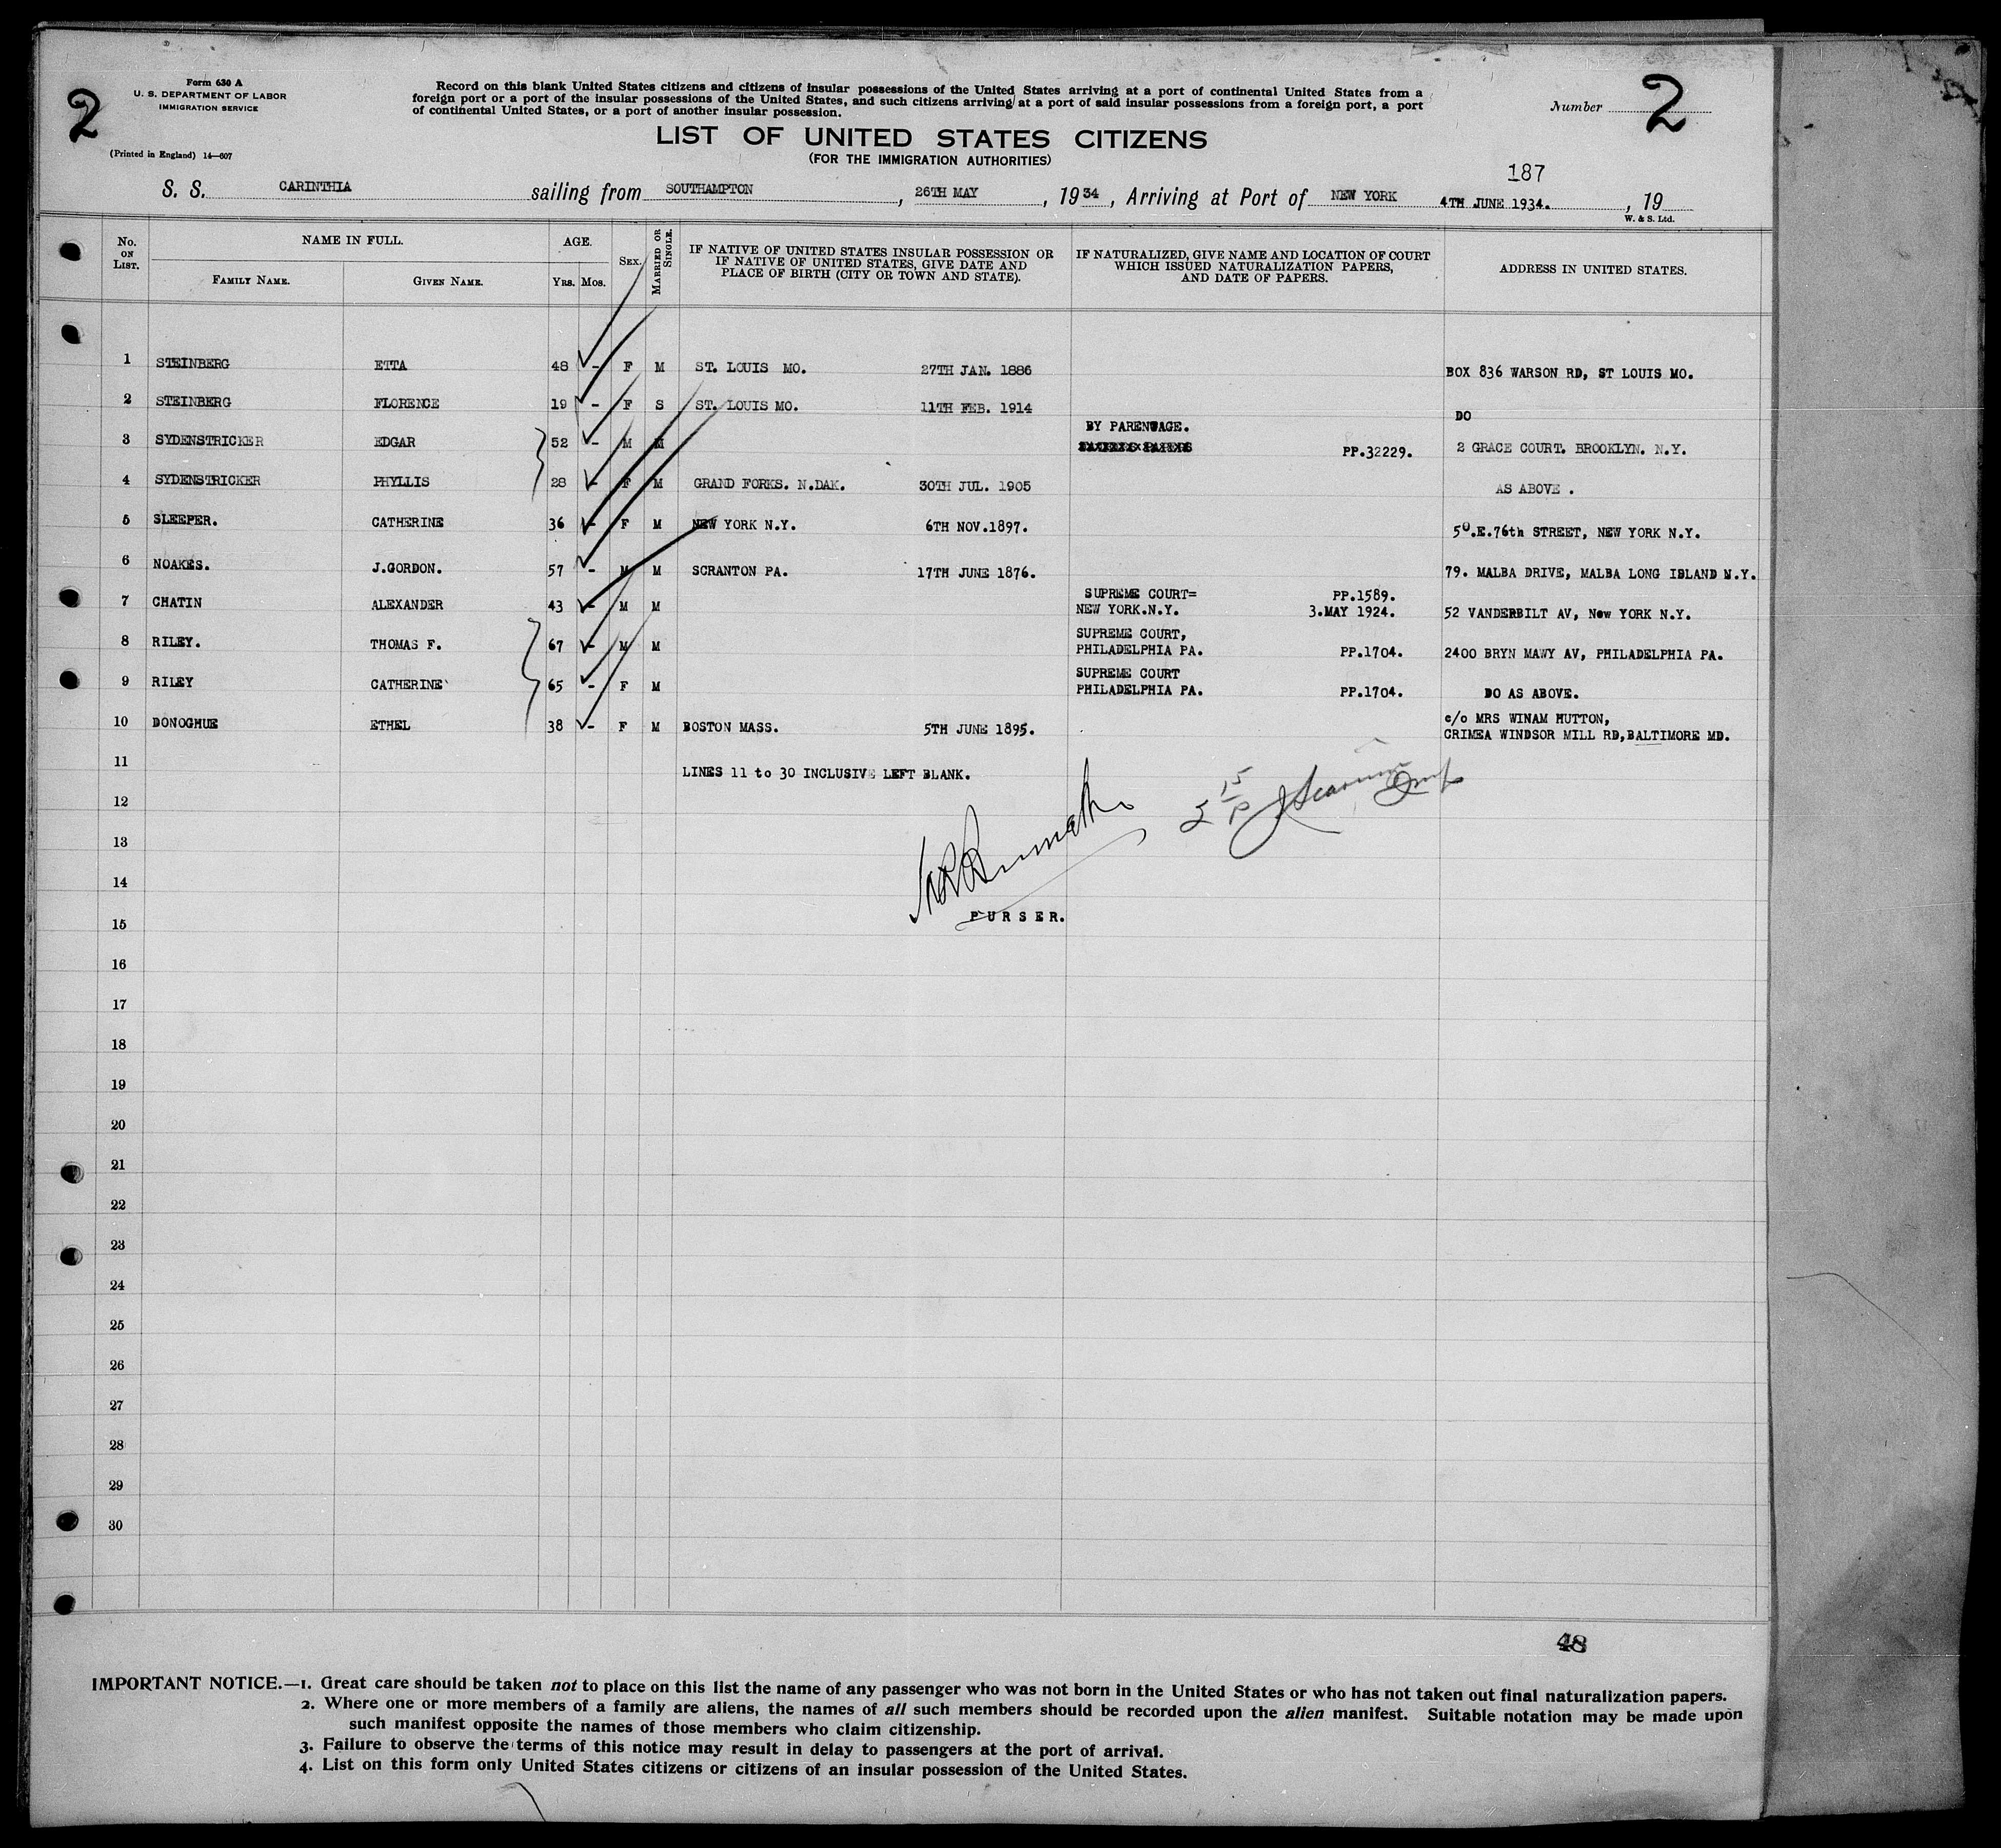 2
Form 630 A
U. S. DEPARTMENT OF LABOR
IMMIGRATION SERVICE
(Printed in England) 14—607
Record on this blank United States citizens and citizens of insular possessions of the United States arriving at a port of continental United States from a
foreign port or a port of the insular possessions of the United States, and such citizens arriving at a port of said insular possessions from a foreign port, a port
of continental United States, or a port of another insular possession.
Number 2
LIST OF UNITED STATES CITIZENS
(FOR THE IMMIGRATION AUTHORITIES)
187
S. S. CARINTHIA sailing from SOUTHAMPTON, 26TH MAY, 1934, Arriving at Port of NEW YORK 4TH JUNE 1934., 19
W. & S. Ltd.
No. ON LIST. NAME IN FULL. AGE. SEX. MARRIED OR SINGLE. IF NATIVE OF UNITED STATES INSULAR POSSESSION OR IF NATIVE OF UNITED STATES, GIVE DATE AND PLACE OF BIRTH (CITY OR TOWN AND STATE). IF NATURALIZED, GIVE NAME AND LOCATION OF COURT WHICH ISSUED NATURALIZATION PAPERS, AND DATE OF PAPERS. ADDRESS IN UNITED STATES.
FAMILY NAME. GIVEN NAME. YRS. MOS.
1 STEINBERG ETTA 48 - F M ST. LOUIS MO. 27TH JAN. 1886 BOX 836 WARSON RD, ST LOUIS MO.
2 STEINBERG FLORENCE 19 - F S ST. LOUIS MO. 11TH FEB. 1914 DO
BY PARENTAGE.
3 SYDENSTRICKER EDGAR 52 - M M PP.32229. 2 GRACE COURT. BROOKLYN. N.Y.
4 SYDENSTRICKER PHYLLIS 28 - F M GRAND FORKS. N.DAK. 30TH JUL. 1905 AS ABOVE .
5 SLEEPER. CATHERINE 36 - F M NEW YORK N.Y. 6TH NOV.1897. 50.E.76th STREET, NEW YORK N.Y.
6 NOAKES. J.GORDON. 57 - M M SCRANTON PA. 17TH JUNE 1876. 79. MALBA DRIVE, MALBA LONG ISLAND N.Y.
SUPREME COURT= PP.1589.
7 CHATIN ALEXANDER 43 - M M NEW YORK.N.Y. 3.MAY 1924. 52 VANDERBILT AV, New YORK N.Y.
SUPREME COURT,
8 RILEY. THOMAS F. 67 - M M PHILADELPHIA PA. PP.1704. 2400 BRYN MAWY AV, PHILADELPHIA PA.
SUPREME COURT
9 RILEY CATHERINE 65 - F M PHILADELPHIA PA. PP.1704. DO AS ABOVE.
c/o MRS WINAM HUTTON,
10 DONOGHUE ETHEL 38 - F M BOSTON MASS. 5TH JUNE 1895. CRIMEA WINDSOR MILL RD,BALTIMORE MD.
11 LINES 11 to 30 INCLUSIVE LEFT BLANK.
12
13
14
15 PURSER.
16
17
18
19
20
21
22
23
24
25
26
27
28
29
30
48
IMPORTANT NOTICE.—1. Great care should be taken not to place on this list the name of any passenger who was not born in the United States or who has not taken out final naturalization papers.
2. Where one or more members of a family are aliens, the names of all such members should be recorded upon the alien manifest. Suitable notation may be made upon
such manifest opposite the names of those members who claim citizenship.
3. Failure to observe the terms of this notice may result in delay to passengers at the port of arrival.
4. List on this form only United States citizens or citizens of an insular possession of the United States.